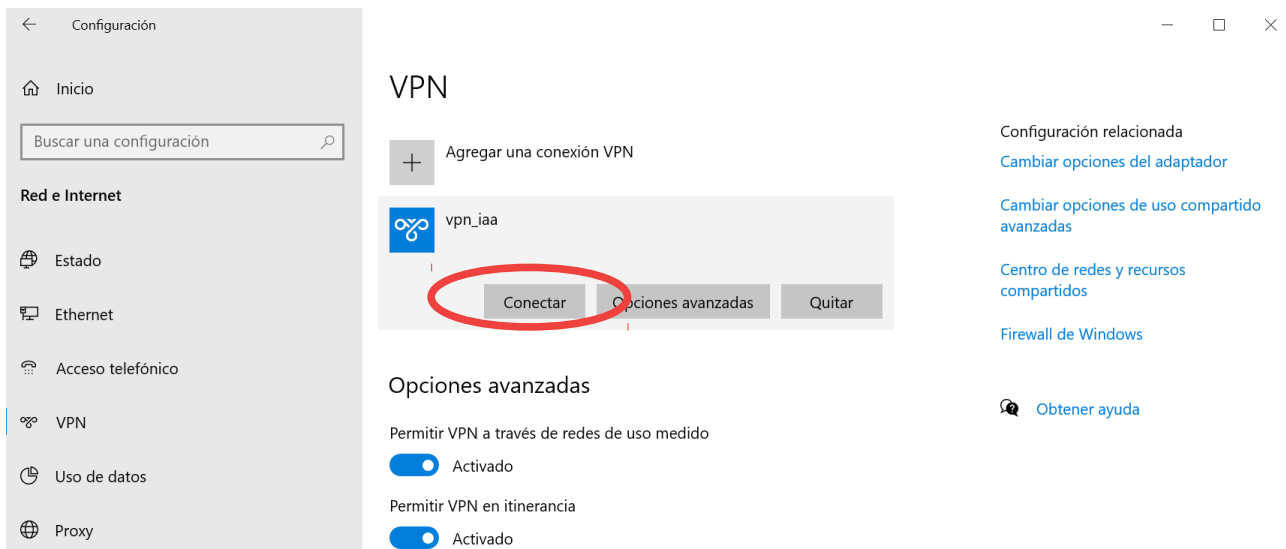 Configuración
Inicio
Buscar una configuración
Red e Internet
Estado
Ethernet
Acceso telefónico
VPN
Uso de datos
Proxy
VPN
Agregar una conexión VPN
vpn_iaa
Conectar
Opciones avanzadas
Quitar
Opciones avanzadas
Permitir VPN a través de redes de uso medido
Activado
Permitir VPN en itinerancia
Activado
Configuración relacionada
Cambiar opciones del adaptador
Cambiar opciones de uso compartido
avanzadas
Centro de redes y recursos
compartidos
Firewall de Windows
Obtener ayuda